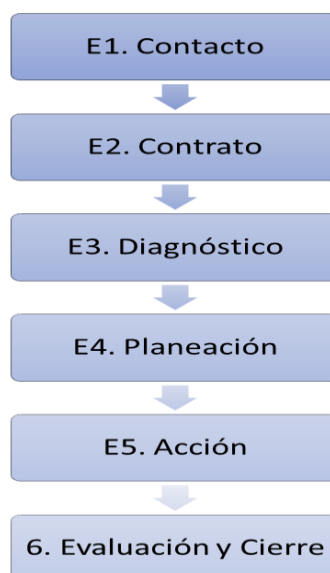 E1. Contacto
E2. Contrato
E3. Diagnóstico
E4. Planeación
E5. Acción
6. Evaluación y Cierre